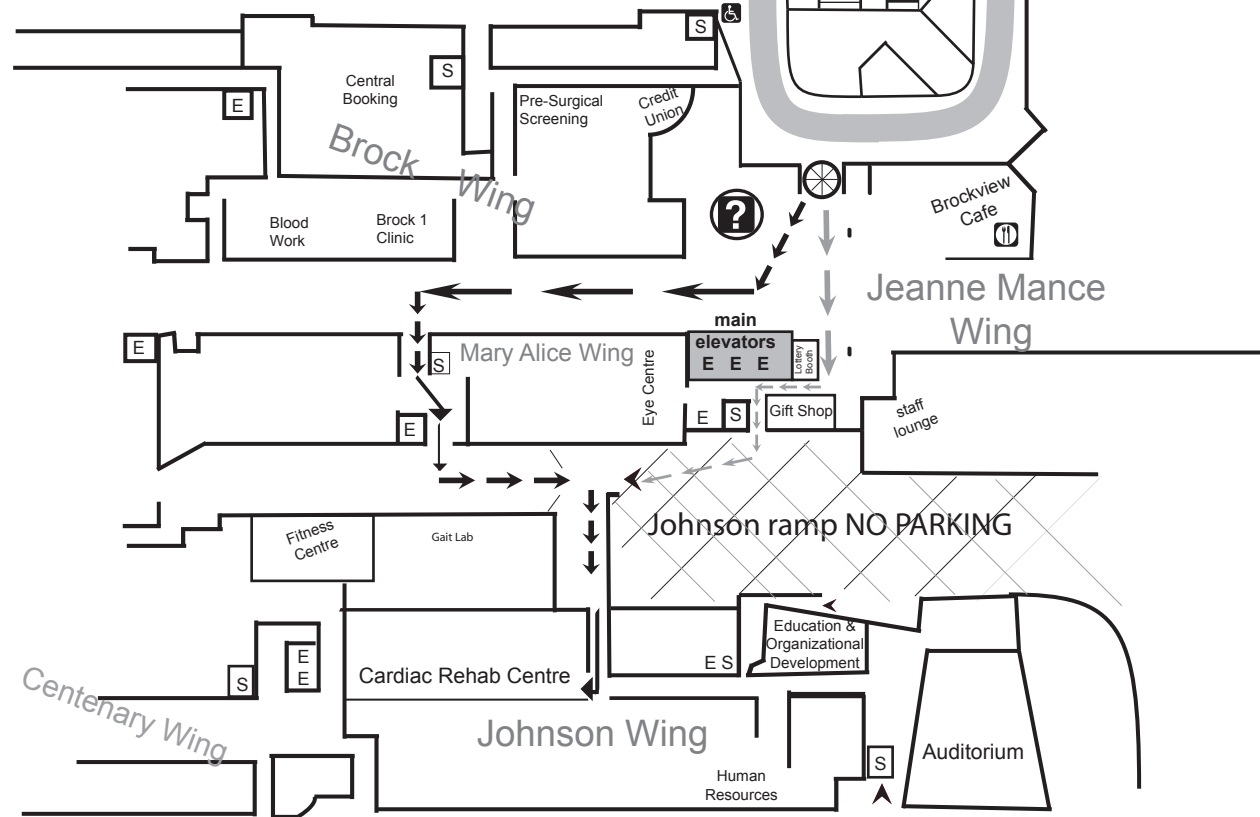 S
S
Central
Booking
E
Pre-Surgical
Screening
Credit
Union
Brock Wing
Blood
Work
Brock 1
Clinic
?
Brockview
Cafe
Jeanne Mance
Wing
main
elevators
E E E
Lottery
Booth
E
Mary Alice Wing
S
Eye Centre
E
E
S
Gift Shop
staff
lounge
Johnson ramp NO PARKING
Fitness
Centre
Gait Lab
Education &
Organizational
Development
E S
E
E
S
Cardiac Rehab Centre
Centenary Wing
Johnson Wing
Human
Resources
S
Auditorium